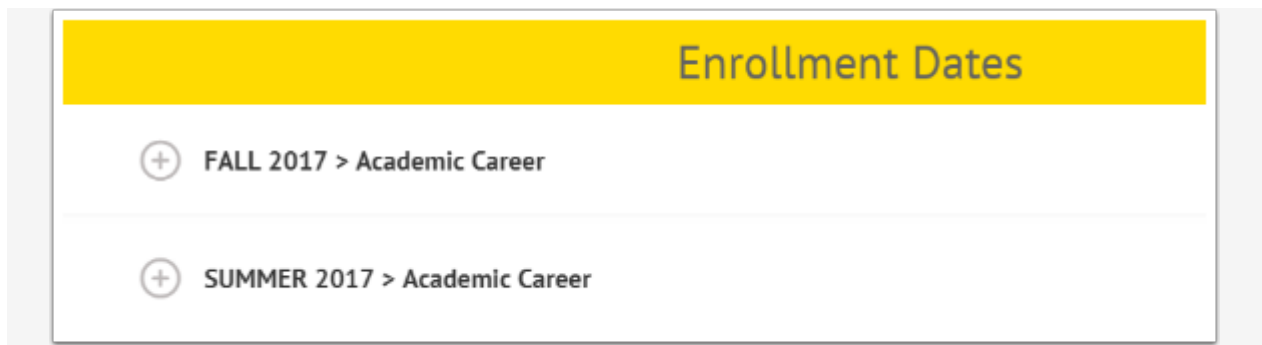 Enrollment Dates
FALL 2017 > Academic Career
SUMMER 2017 > Academic Career